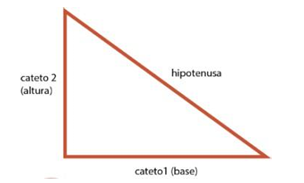 hipotenusa
cateto 2
(altura)
cateto1 (base)